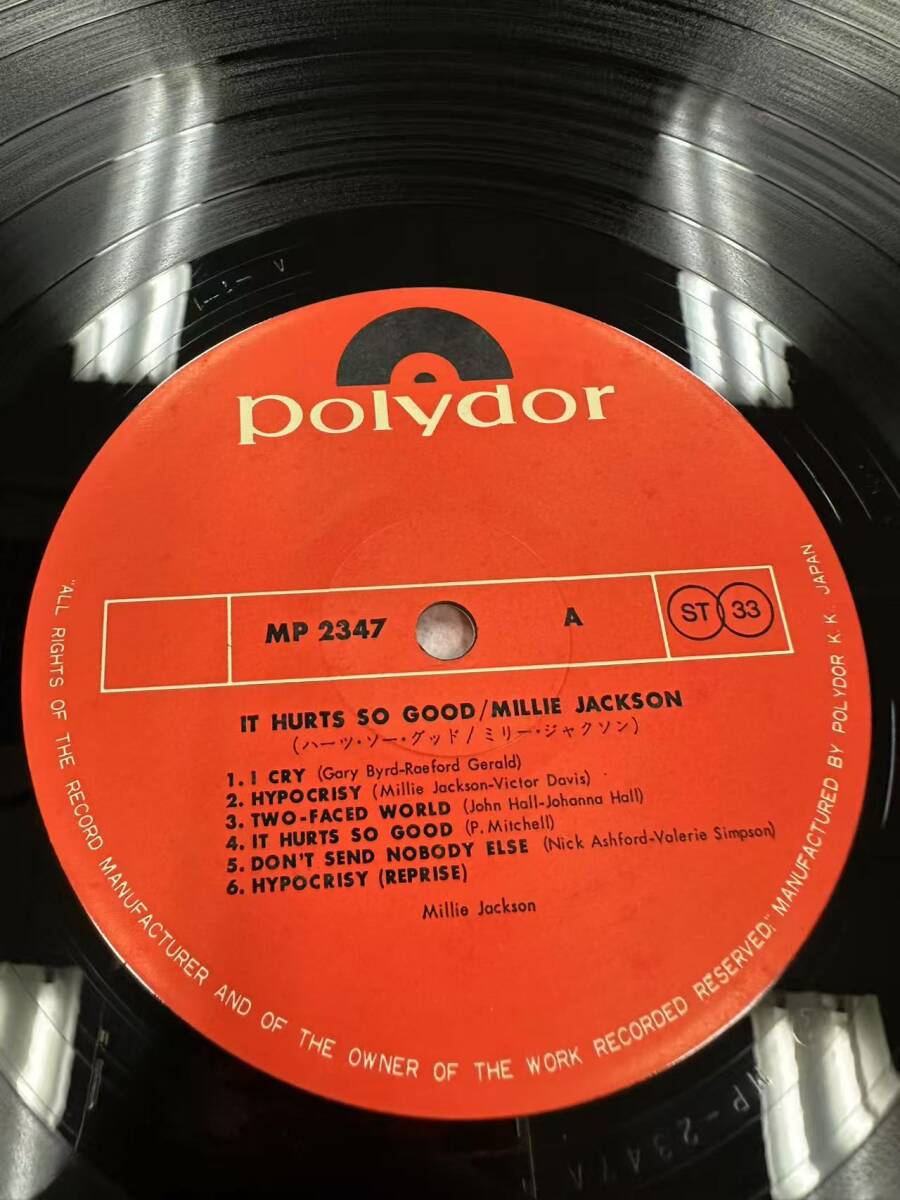 polydor
MP 2347 A ST 33
IT HURTS SO GOOD/MILLIE JACKSON
(ハーツ・ソー・グッド/ミリー・ジャクソン)
1. I CRY (Gary Byrd-Raeford Gerald)
2. HYPOCRISY (Millie Jackson-Victor Davis)
3. TWO-FACED WORLD (John Hall-Johanna Hall)
4. IT HURTS SO GOOD (P. Mitchell)
5. DON'T SEND NOBODY ELSE (Nick Ashford-Valerie Simpson)
6. HYPOCRISY (REPRISE)
Millie Jackson
"ALL RIGHTS OF THE RECORD MANUFACTURER AND OF THE OWNER OF THE WORK RECORDED RESERVED." MANUFACTURED BY POLYDOR K.K. JAPAN
MP-2347A